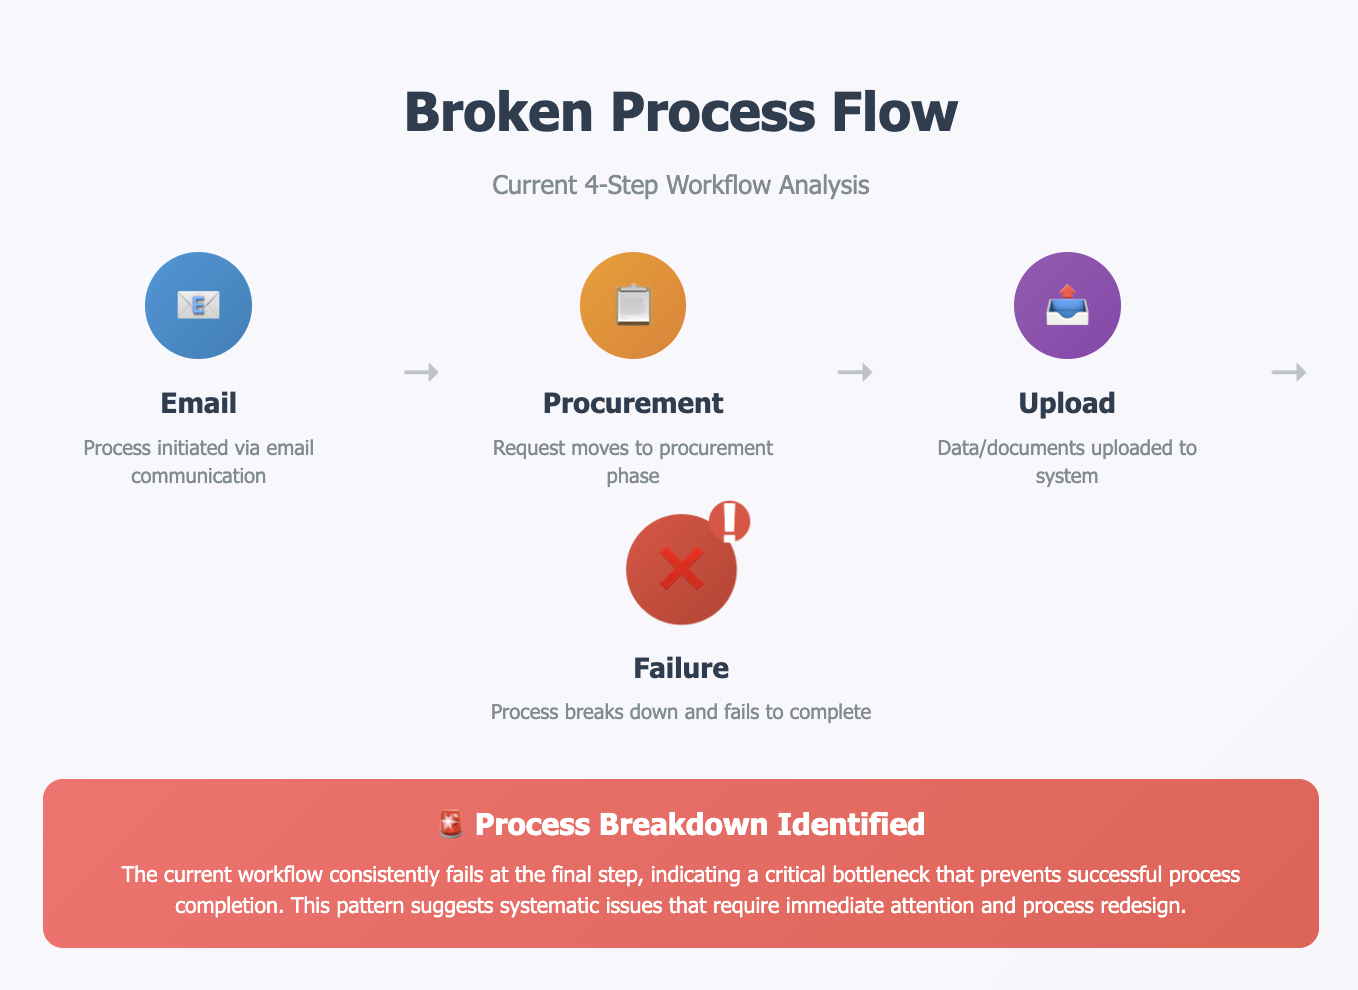 Broken Process Flow
Current 4-Step Workflow Analysis
Email
Process initiated via email
communication
→
Procurement
Request moves to procurement
phase
→
Upload
Data/documents uploaded to
system
→
Failure
Process breaks down and fails to complete
🚨 Process Breakdown Identified
The current workflow consistently fails at the final step, indicating a critical bottleneck that prevents successful process
completion. This pattern suggests systematic issues that require immediate attention and process redesign.